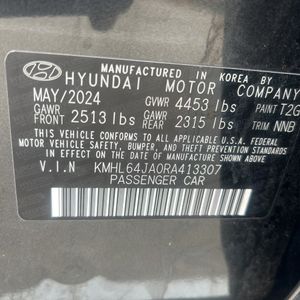 MANUFACTURED IN KOREA BY
HYUNDAI MOTOR COMPANY
MAY/2024 GVWR 4453 lbs PAINT T2G
GAWR FRONT 2513 lbs GAWR REAR 2315 lbs TRIM NNB
THIS VEHICLE CONFORMS TO ALL APPLICABLE FEDERAL
MOTOR VEHICLE SAFETY, BUMPER, AND THEFT PREVENTION
STANDARDS IN EFFECT ON THE DATE OF MANUFACTURE
SHOWN ABOVE.
V.I.N KMHL64JA0RA413307
PASSENGER CAR